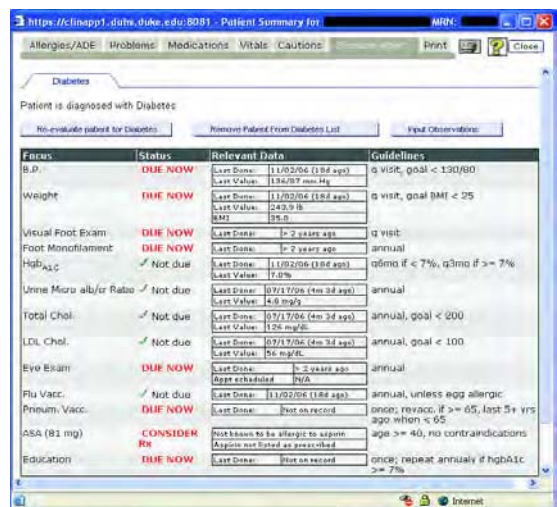 https://clinapp1.duhs.duke.edu:8081 - Patient Summary for MRN:
Allergies/ADE Problems Medications Vitals Cautions Print Close
Diabetes
Patient is diagnosed with Diabetes
Re-evaluate patient for Diabetes Remove Patient From Diabetes List Input Observations
Focus Status Relevant Data Guidelines
B.P. DUE NOW Last Done: 11/02/06 (18d ago) q visit, goal < 130/80
Last Value: 136/87 mm Hg
Weight DUE NOW Last Done: 11/02/06 (18d ago) q visit, goal BMI < 25
Last Value: 243.9 lb
BMI 35.0
Visual Foot Exam DUE NOW Last Done: > 2 years ago q visit
Foot Monofilament DUE NOW Last Done: > 2 years ago annual
HgbA1C ✓ Not due Last Done: 11/02/06 (18d ago) q6mo if < 7%, q3mo if >= 7%
Last Value: 7.0%
Urine Micro alb/cr Ratio ✓ Not due Last Done: 07/17/06 (4m 3d ago) annual
Last Value: 4.0 mg/g
Total Chol. ✓ Not due Last Done: 07/17/06 (4m 3d ago) annual, goal < 200
Last Value: 126 mg/dL
LDL Chol. ✓ Not due Last Done: 07/17/06 (4m 3d ago) annual, goal < 100
Last Value: 56 mg/dL
Eye Exam DUE NOW Last Done: > 2 years ago annual
Appt scheduled N/A
Flu Vacc. ✓ Not due Last Done: 11/02/06 (18d ago) annual, unless egg allergic
Pneum. Vacc. DUE NOW Last Done: Not on record once; revacc. if >= 65, last 5+ yrs
ago when < 65
ASA (81 mg) CONSIDER Not known to be allergic to aspirin age >= 40, no contraindications
Rx Aspirin not listed as prescribed
Education DUE NOW Last Done: Not on record once; repeat annualy if hgbA1c
>= 7%
Internet